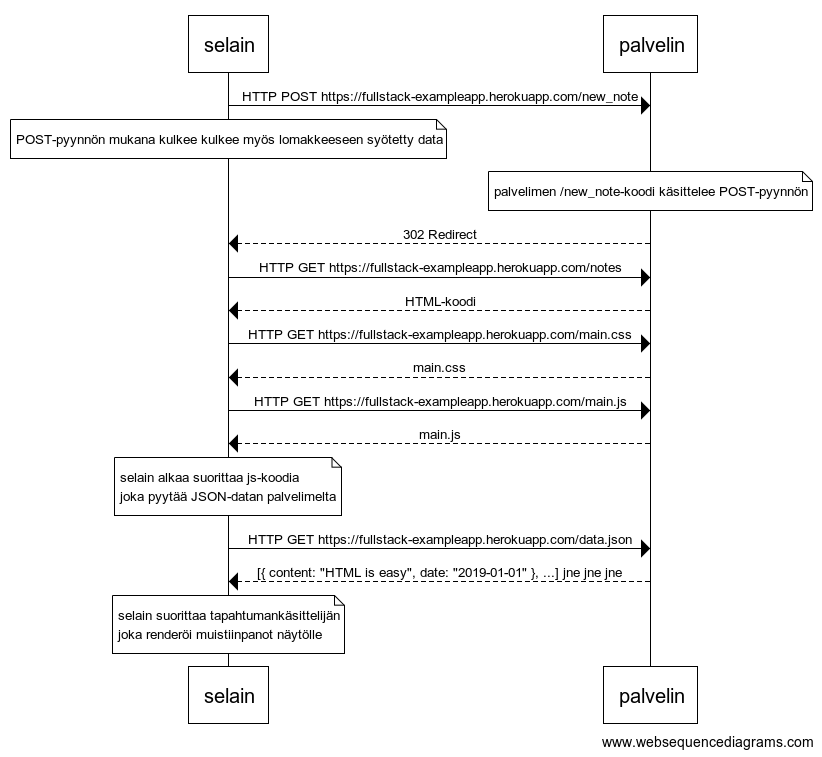 selain
palvelin
HTTP POST https://fullstack-exampleapp.herokuapp.com/new_note
POST-pyynnön mukana kulkee kulkee myös lomakkeeseen syötetty data
palvelimen /new_note-koodi käsittelee POST-pyynnön
302 Redirect
HTTP GET https://fullstack-exampleapp.herokuapp.com/notes
HTML-koodi
HTTP GET https://fullstack-exampleapp.herokuapp.com/main.css
main.css
HTTP GET https://fullstack-exampleapp.herokuapp.com/main.js
main.js
selain alkaa suorittaa js-koodia
joka pyytää JSON-datan palvelimelta
HTTP GET https://fullstack-exampleapp.herokuapp.com/data.json
[{ content: "HTML is easy", date: "2019-01-01" }, ...] jne jne jne
selain suorittaa tapahtumankäsittelijän
joka renderöi muistiinpanot näytölle
selain
palvelin
www.websequencediagrams.com